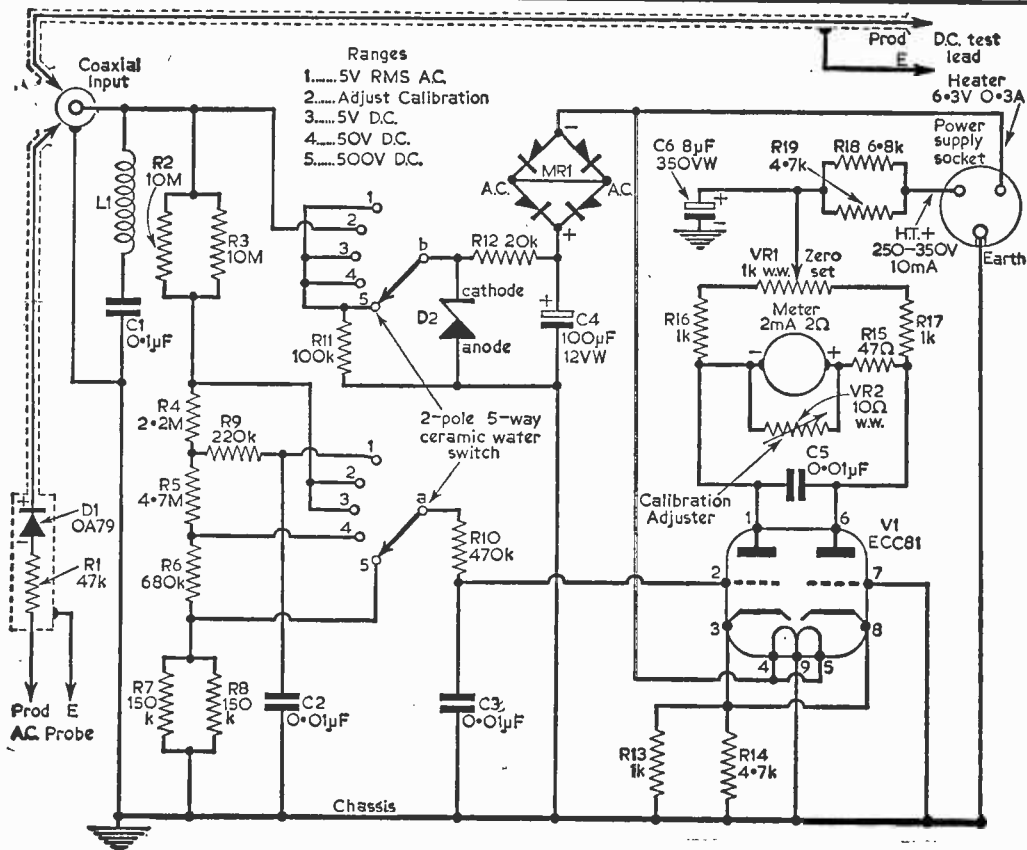 Prod
E
D.C. test
lead
Heater
6·3V 0·3A
Coaxial
Input
Ranges
1...... 5V RMS A.C.
2...... Adjust Calibration
3...... 5V D.C.
4...... 50V D.C.
5...... 500V D.C.
L1
R2
10M
R3
10M
C1
0·1μF
1
2
3
4
5
b
R12 20k
cathode
D2
anode
R11
100k
-
A.C.
MR1
A.C.
+
+
C4
100μF
12VW
C6 8μF
350VW
+
-
R19
4·7k
R18 6·8k
Power
supply
socket
H.T.+
250-350V
10mA
Earth
VR1
1k w.w.
Zero
set
R16
1k
Meter
2mA 2Ω
-
+
R15
47Ω
R17
1k
VR2
10Ω
w.w.
C5
0·01μF
Calibration
Adjuster
1
6
V1
ECC81
2
7
3
8
4
9
5
R4
2·2M
R9
220k
R5
4·7M
R6
680k
R7
150
k
R8
150
k
C2
0·01μF
2-pole 5-way
ceramic water
switch
1
2
3
4
5
a
R10
470k
C3
0·01μF
R13
1k
R14
4·7k
+
D1
OA79
-
R1
47k
Prod
E
A.C. Probe
Chassis